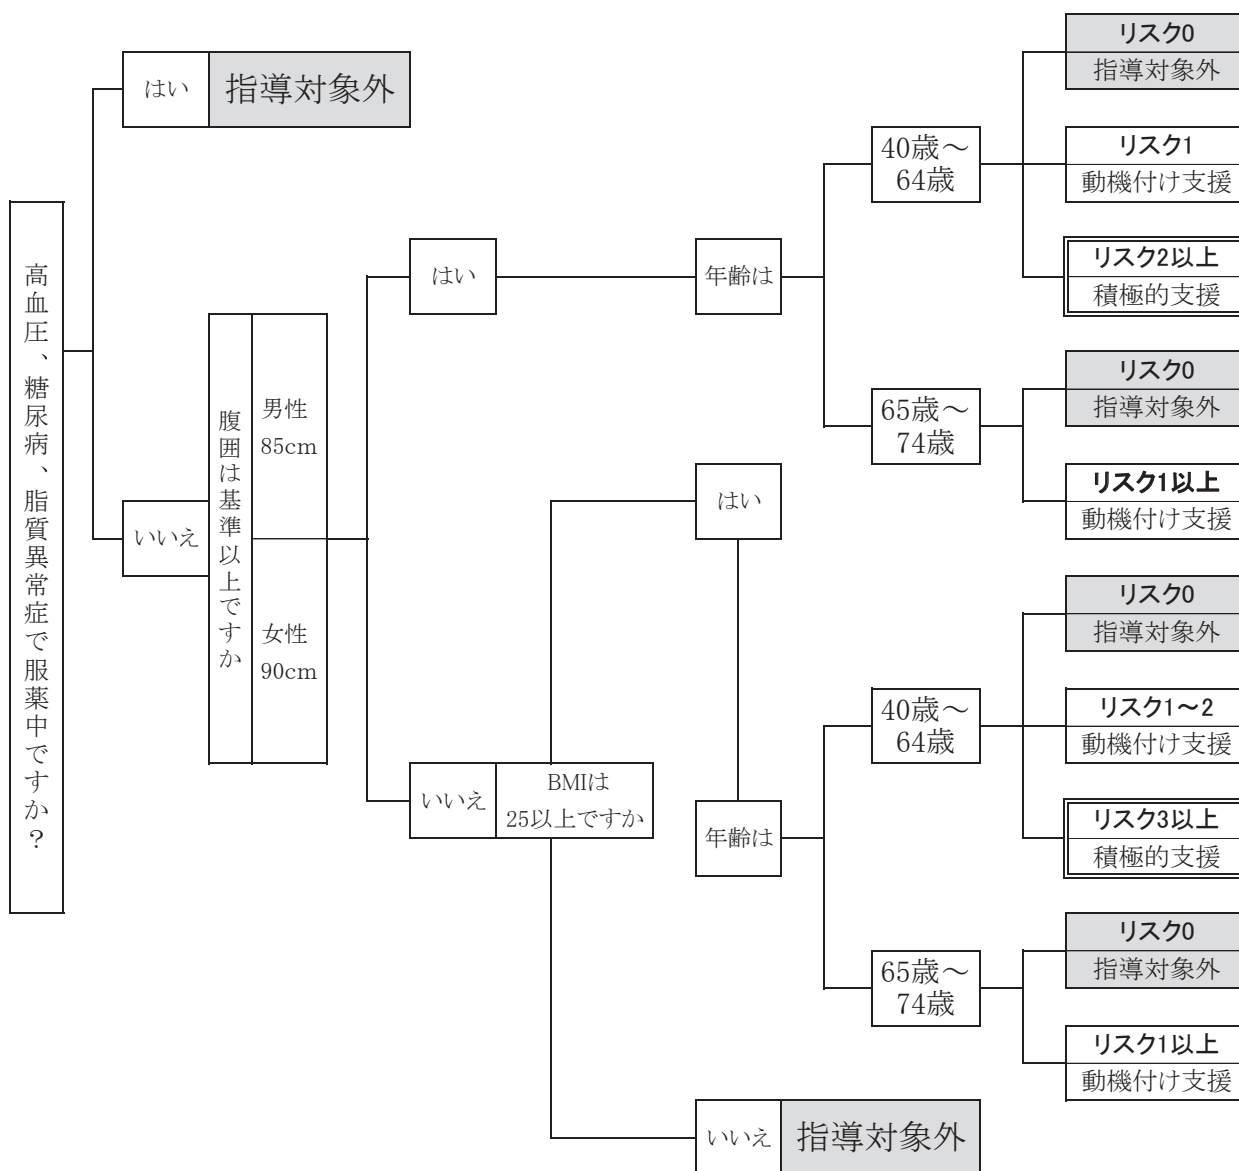 高血圧、糖尿病、脂質異常症で服薬中ですか？
はい
指導対象外
いいえ
腹囲は基準以上ですか
男性
85cm
女性
90cm
はい
年齢は
40歳～
64歳
リスク0
指導対象外
リスク1
動機付け支援
リスク2以上
積極的支援
65歳～
74歳
リスク0
指導対象外
リスク1以上
動機付け支援
いいえ
BMIは
25以上ですか
はい
年齢は
40歳～
64歳
リスク0
指導対象外
リスク1～2
動機付け支援
リスク3以上
積極的支援
65歳～
74歳
リスク0
指導対象外
リスク1以上
動機付け支援
いいえ
指導対象外